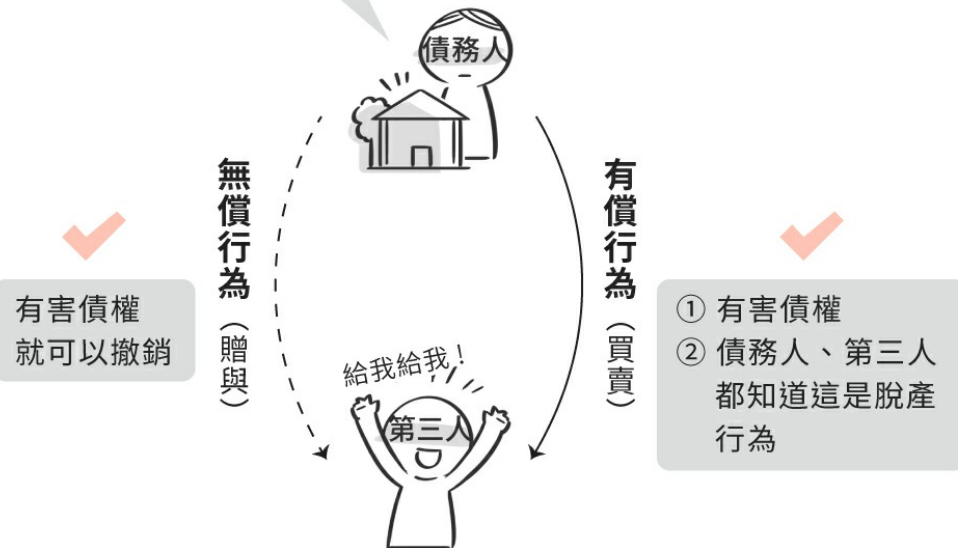 債務人
無償行為（贈與）
有償行為（買賣）
有害債權
就可以撤銷
① 有害債權
② 債務人、第三人
都知道這是脫產
行為
給我給我！
第三人